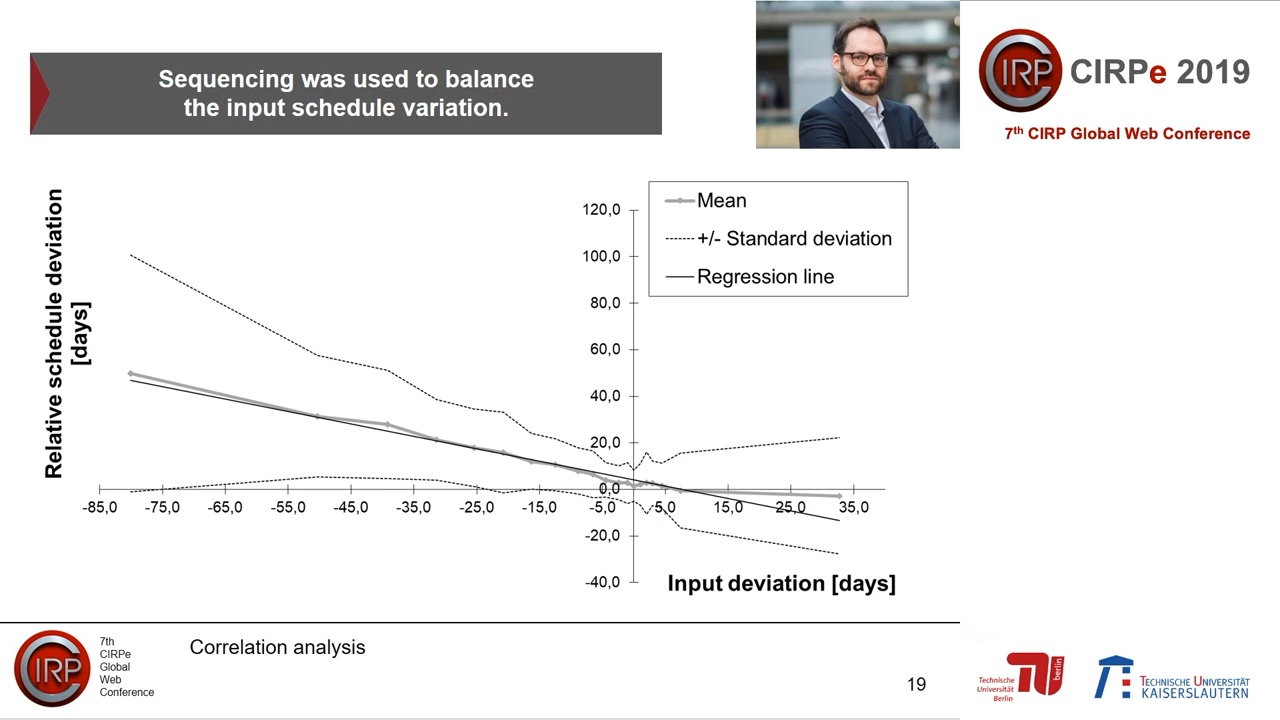 Sequencing was used to balance
the input schedule variation.
CIRP
CIRPe 2019
7th CIRP Global Web Conference
Relative schedule deviation
[days]
Mean
+/- Standard deviation
Regression line
120,0
100,0
80,0
60,0
40,0
20,0
0,0
-20,0
-40,0
-85,0 -75,0 -65,0 -55,0 -45,0 -35,0 -25,0 -15,0 -5,0 5,0 15,0 25,0 35,0
Input deviation [days]
CIRP
7th
CIRPe
Global
Web
Conference
Correlation analysis
19
Technische
Universität
Berlin
berlin
TECHNISCHE UNIVERSITÄT
KAISERSLAUTERN